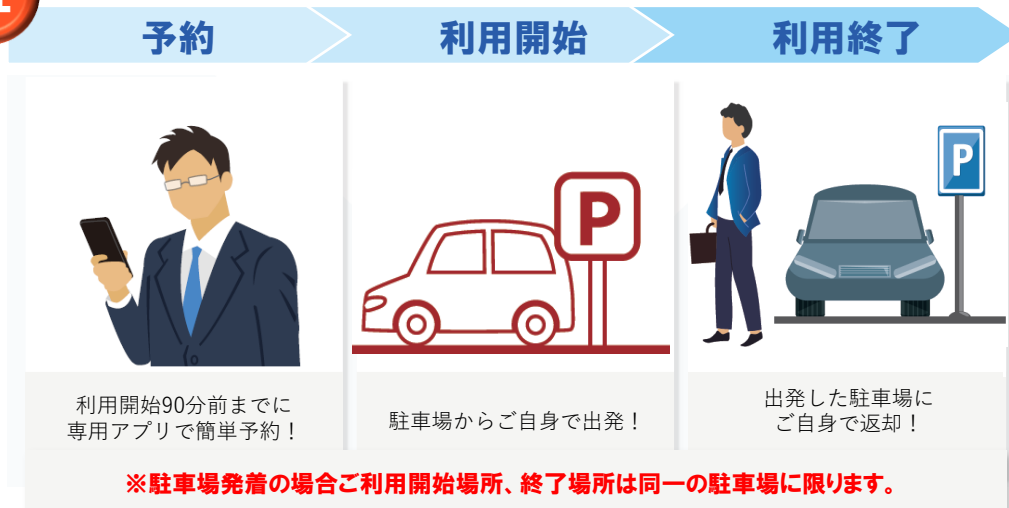 予約
利用開始
利用終了
P
P
利用開始90分前までに
専用アプリで簡単予約！
駐車場からご自身で出発！
出発した駐車場に
ご自身で返却！
※駐車場発着の場合ご利用開始場所、終了場所は同一の駐車場に限ります。